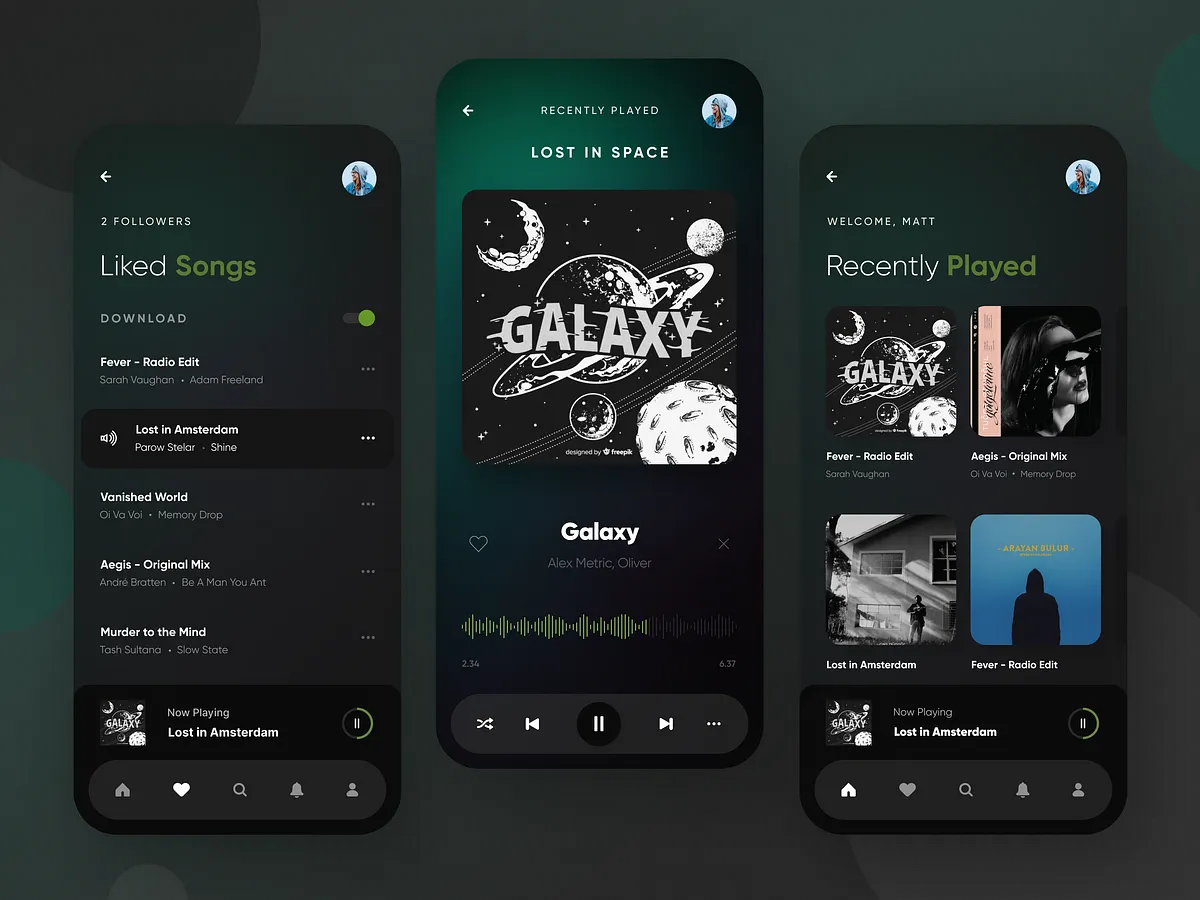 2 FOLLOWERS
Liked Songs
DOWNLOAD
Fever - Radio Edit
Sarah Vaughan • Adam Freeland
Lost in Amsterdam
Parow Stelar · Shine
Vanished World
Oi Va Voi • Memory Drop
Aegis - Original Mix
André Bratten • Be A Man You Ant
Murder to the Mind
Tash Sultana • Slow State
GALAXY
Now Playing
Lost in Amsterdam
RECENTLY PLAYED
LOST IN SPACE
GALAXY
designed by freepik
Galaxy
Alex Metric, Oliver
2.34
6.37
WELCOME, MATT
Recently Played
GALAXY
designed by freepik
Fever - Radio Edit
Sarah Vaughan
Aegis - Original Mix
Oi Va Voi • Memory Drop
- ARAYAN BULUR -
Lost in Amsterdam
Fever - Radio Edit
GALAXY
Now Playing
Lost in Amsterdam